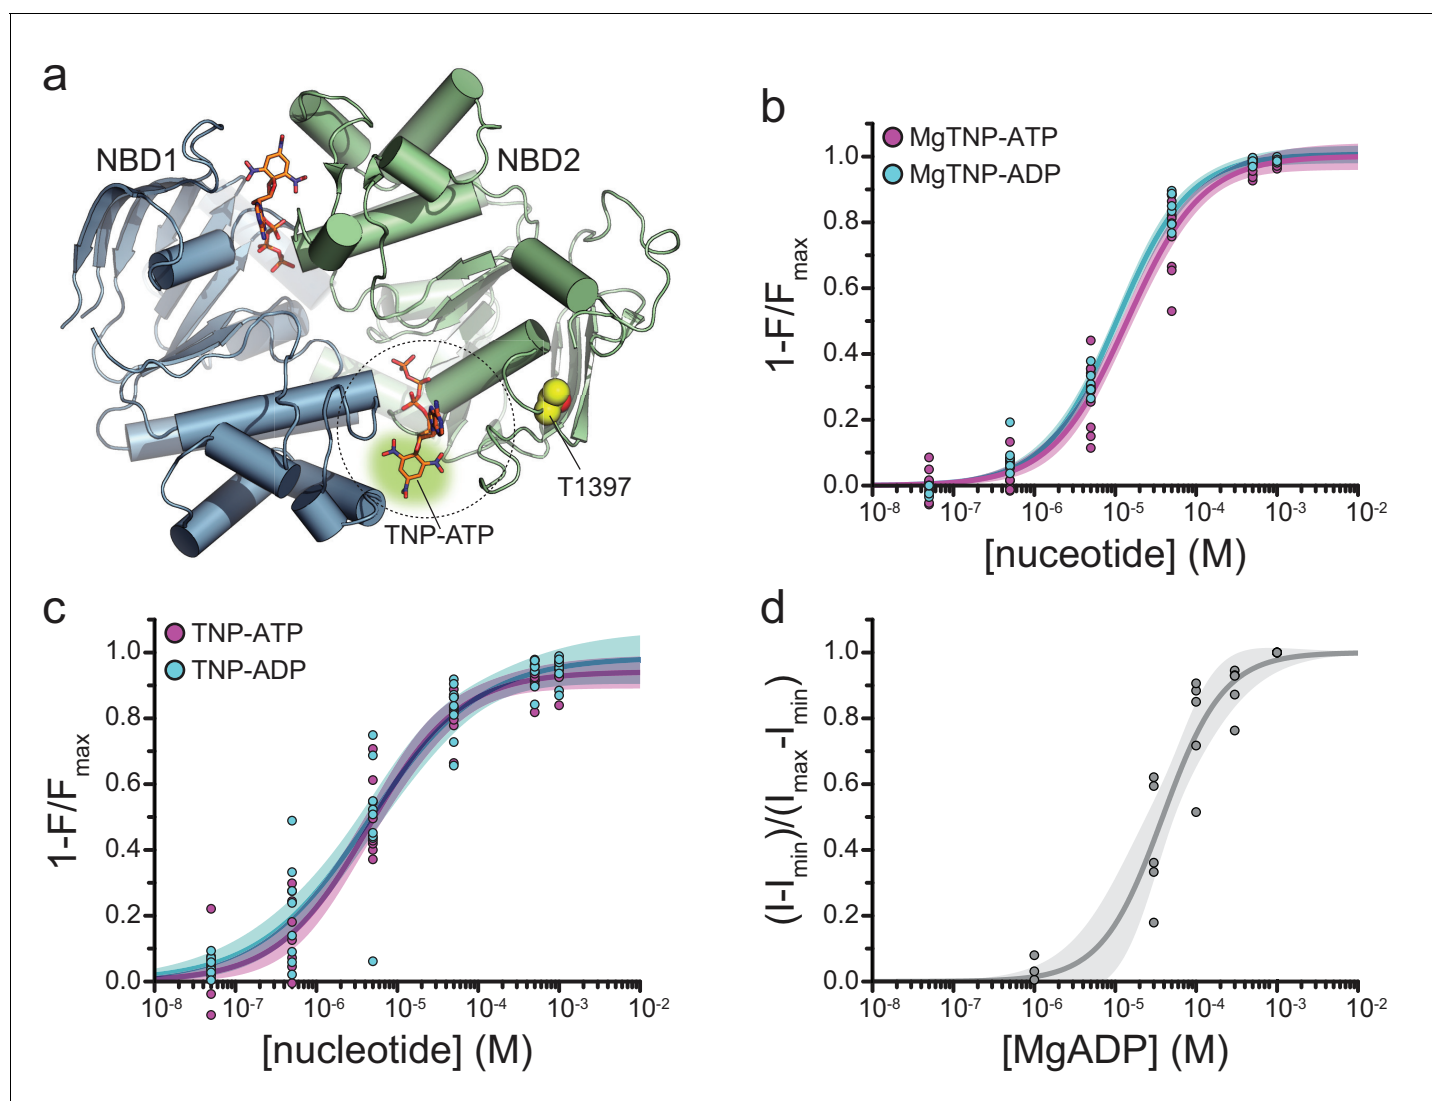 a
NBD1
NBD2
T1397
TNP-ATP
b
MgTNP-ATP
MgTNP-ADP
1.0
0.8
0.6
0.4
0.2
0.0
1-F/Fmax
10-8 10-7 10-6 10-5 10-4 10-3 10-2
[nuceotide] (M)
c
TNP-ATP
TNP-ADP
1.0
0.8
0.6
0.4
0.2
0.0
1-F/Fmax
10-8 10-7 10-6 10-5 10-4 10-3 10-2
[nucleotide] (M)
d
1.0
0.8
0.6
0.4
0.2
0.0
(I-Imin)/(Imax-Imin)
10-8 10-7 10-6 10-5 10-4 10-3 10-2
[MgADP] (M)